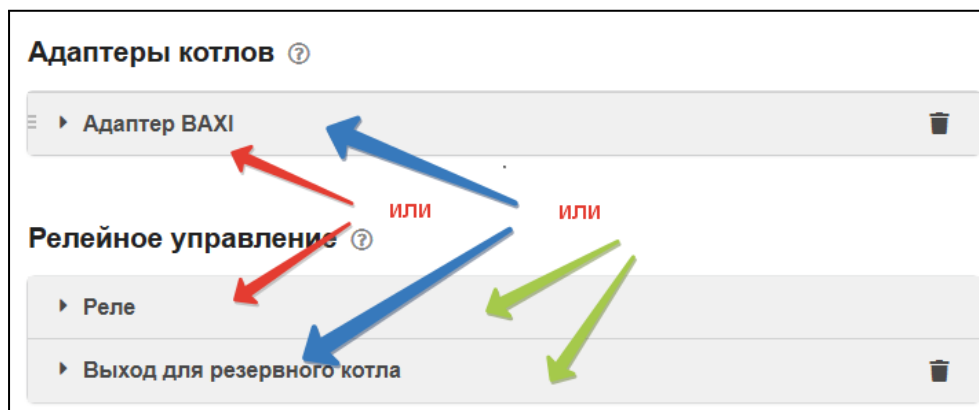 Адаптеры котлов ?
Адаптер BAXI
или
или
Релейное управление ?
Реле
Выход для резервного котла